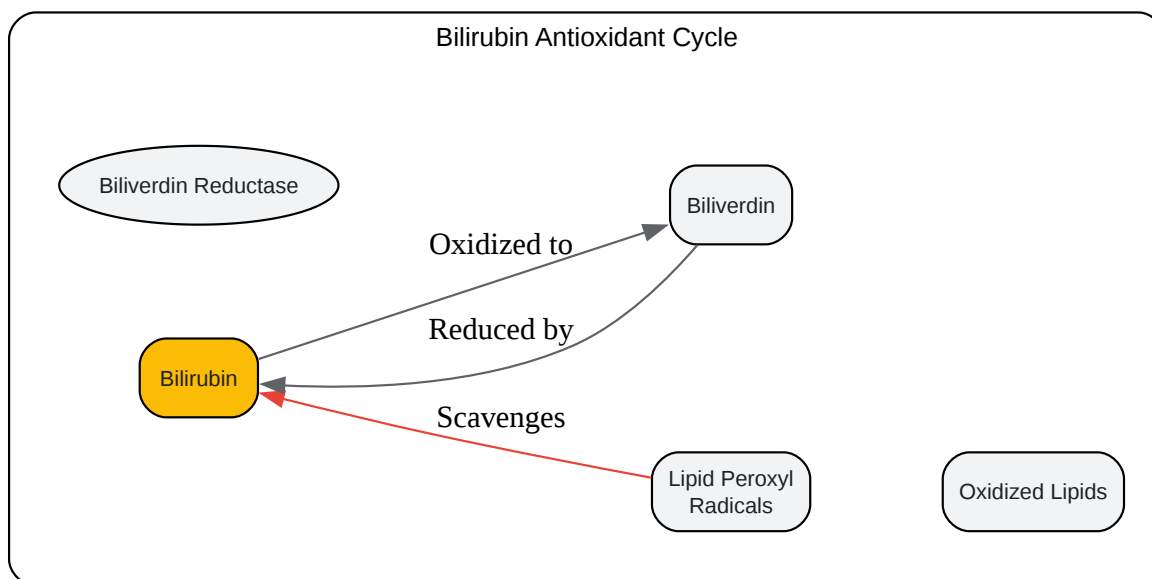 Bilirubin Antioxidant Cycle
Biliverdin Reductase
Biliverdin
Oxidized to
Reduced by
Bilirubin
Scavenges
Lipid Peroxyl
Radicals
Oxidized Lipids